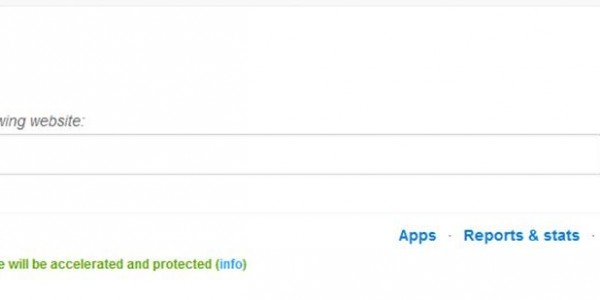 wing website:
Apps · Reports & stats ·
e will be accelerated and protected (info)